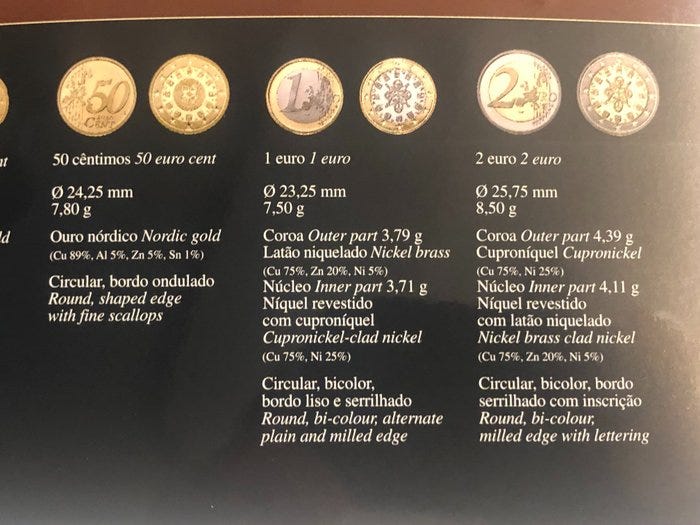 50
EURO
CENT
1
EURO
2
EURO
nt
50 cêntimos 50 euro cent
Ø 24,25 mm
7,80 g
ld
Ouro nórdico Nordic gold
(Cu 89%, Al 5%, Zn 5%, Sn 1%)
Circular, bordo ondulado
Round, shaped edge
with fine scallops
1 euro 1 euro
Ø 23,25 mm
7,50 g
Coroa Outer part 3,79 g
Latão niquelado Nickel brass
(Cu 75%, Zn 20%, Ni 5%)
Núcleo Inner part 3,71 g
Níquel revestido
com cuproníquel
Cupronickel-clad nickel
(Cu 75%, Ni 25%)
Circular, bicolor,
bordo liso e serrilhado
Round, bi-colour, alternate
plain and milled edge
2 euro 2 euro
Ø 25,75 mm
8,50 g
Coroa Outer part 4,39 g
Cuproníquel Cupronickel
(Cu 75%, Ni 25%)
Núcleo Inner part 4,11 g
Níquel revestido
com latão niquelado
Nickel brass clad nickel
(Cu 75%, Zn 20%, Ni 5%)
Circular, bicolor, bordo
serrilhado com inscrição
Round, bi-colour,
milled edge with lettering